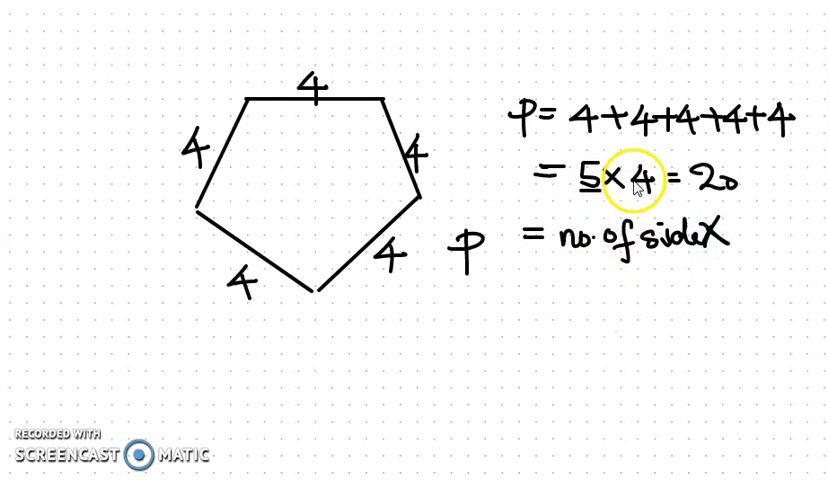 4
4
4
4
4
P
P= 4+4+4+4+4
= 5×4 = 20
= no. of side×
RECORDED WITH
SCREENCAST MATIC